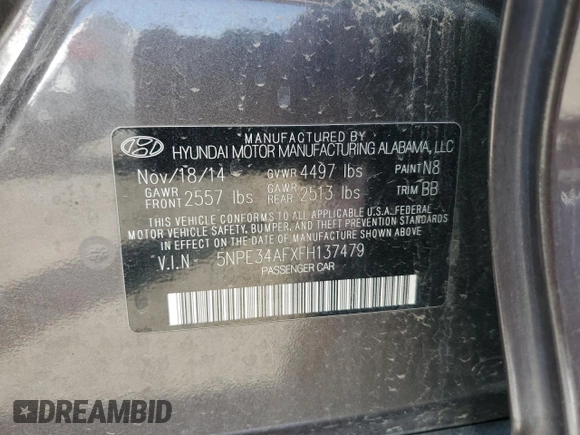 MANUFACTURED BY
HYUNDAI MOTOR MANUFACTURING ALABAMA, LLC
Nov/18/14 GVWR 4497 lbs PAINT N8
GAWR FRONT 2557 lbs GAWR REAR 2513 lbs TRIM BB
THIS VEHICLE CONFORMS TO ALL APPLICABLE U.S.A. FEDERAL
MOTOR VEHICLE SAFETY, BUMPER, AND THEFT PREVENTION STANDARDS
IN EFFECT ON THE DATE OF MANUFACTURE SHOWN ABOVE.
V.I.N 5NPE34AFXFH137479
PASSENGER CAR
DREAMBID